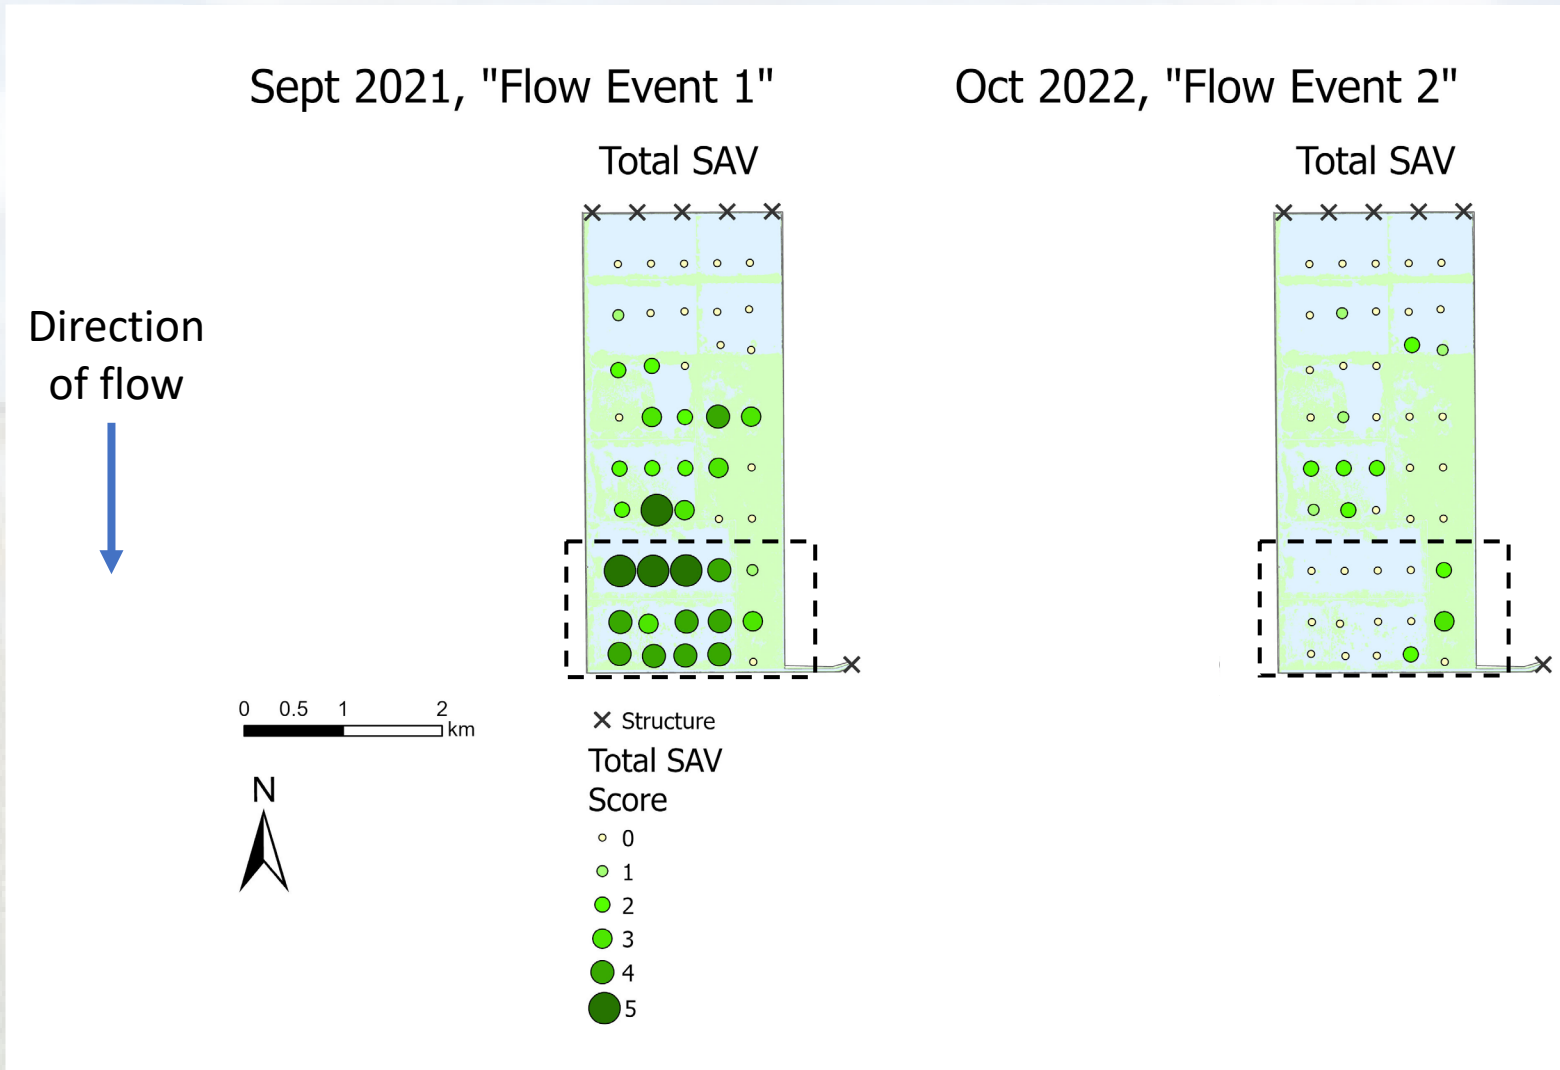 Sept 2021, "Flow Event 1"
Oct 2022, "Flow Event 2"
Total SAV
Total SAV
Direction
of flow
0 0.5 1 2
km
N
Structure
Total SAV
Score
0
1
2
3
4
5